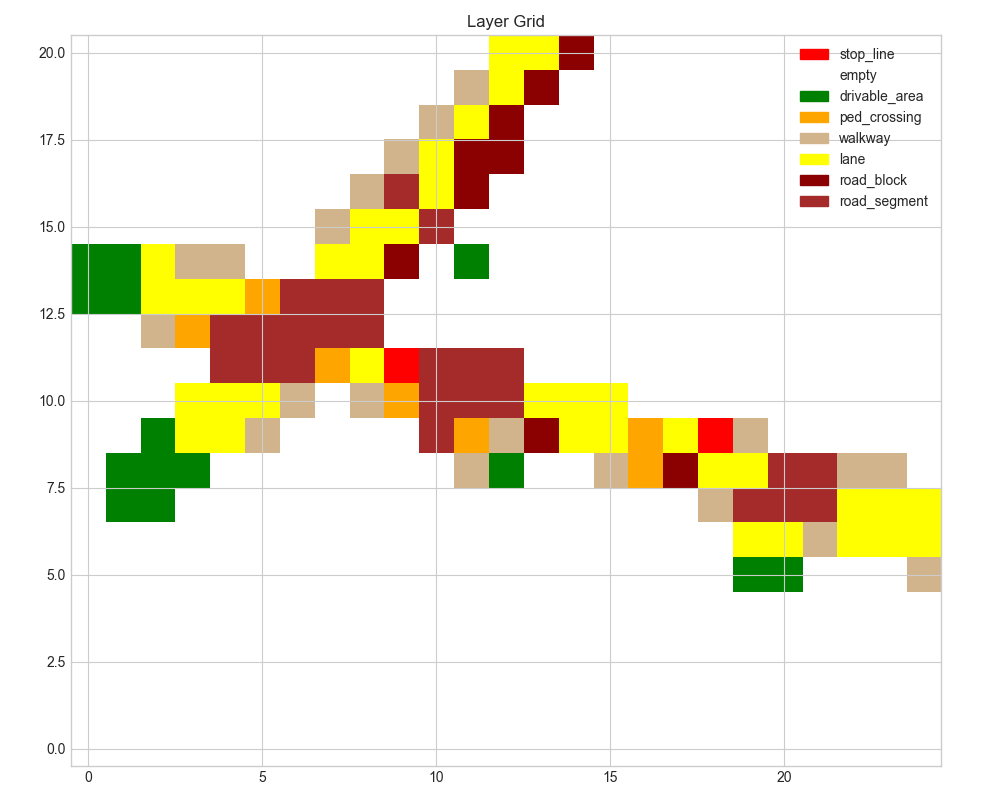 Layer Grid
20.0
17.5
15.0
12.5
10.0
7.5
5.0
2.5
0.0
0 5 10 15 20
stop_line
empty
drivable_area
ped_crossing
walkway
lane
road_block
road_segment